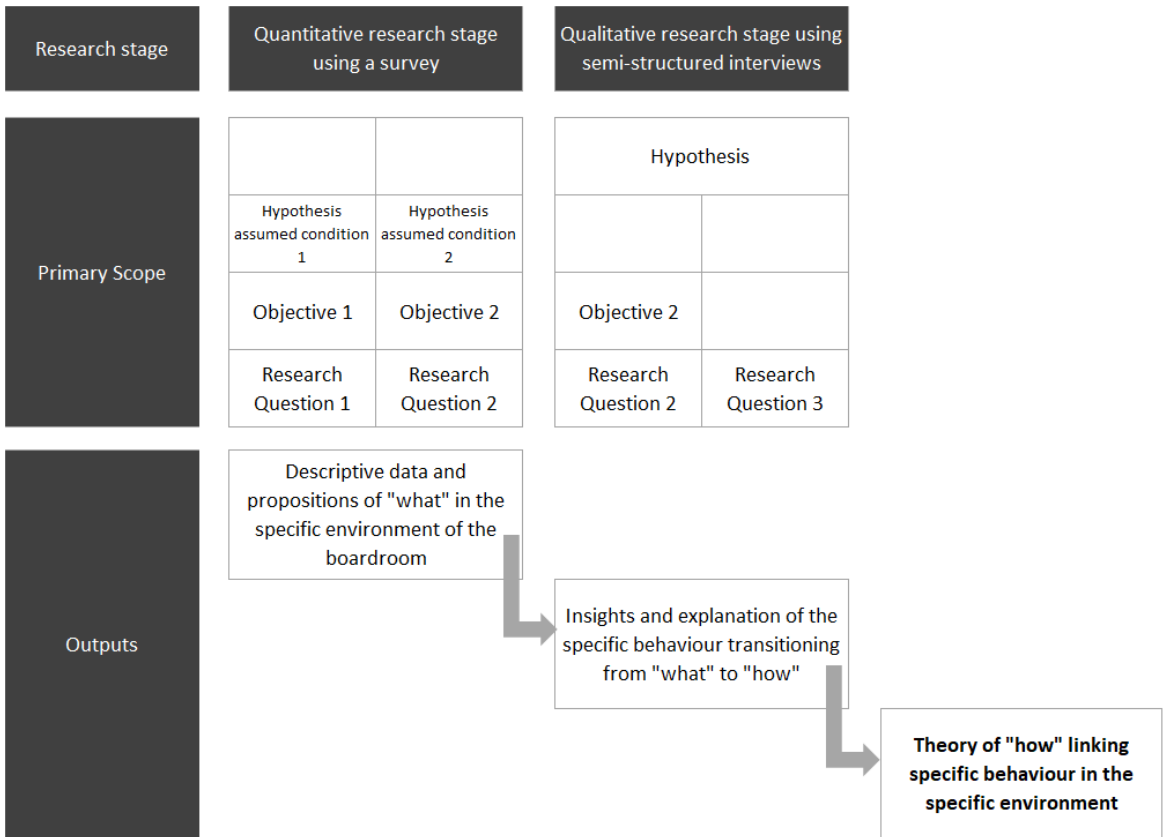 Research stage
Quantitative research stage
using a survey
Qualitative research stage using
semi-structured interviews
Primary Scope
Hypothesis
Hypothesis
assumed condition
1
Hypothesis
assumed condition
2
Objective 1
Objective 2
Objective 2
Research
Question 1
Research
Question 2
Research
Question 2
Research
Question 3
Outputs
Descriptive data and
propositions of "what" in the
specific environment of the
boardroom
Insights and explanation of the
specific behaviour transitioning
from "what" to "how"
Theory of "how" linking
specific behaviour in the
specific environment